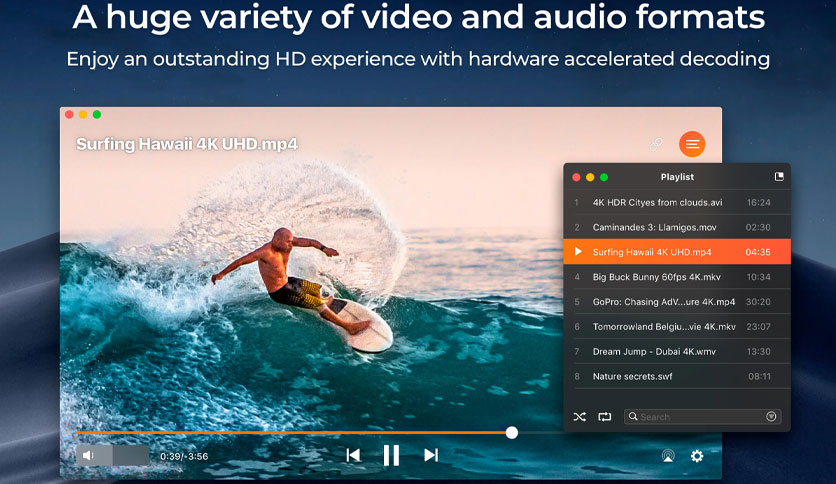 A huge variety of video and audio formats
Enjoy an outstanding HD experience with hardware accelerated decoding
Surfing Hawaii 4K UHD.mp4
Playlist
1 4K HDR Cityes from clouds.avi 16:24
2 Caminandes 3: Llamigos.mov 02:30
Surfing Hawaii 4K UHD.mp4 04:35
4 Big Buck Bunny 60fps 4K.mkv 10:34
5 GoPro: Chasing AdV...ure 4K.mp4 30:20
6 Tomorrowland Belgiu...vie 4K.mkv 23:07
7 Dream Jump - Dubai 4K.wmv 13:30
8 Nature secrets.swf 08:11
Search
0:39/-3:56